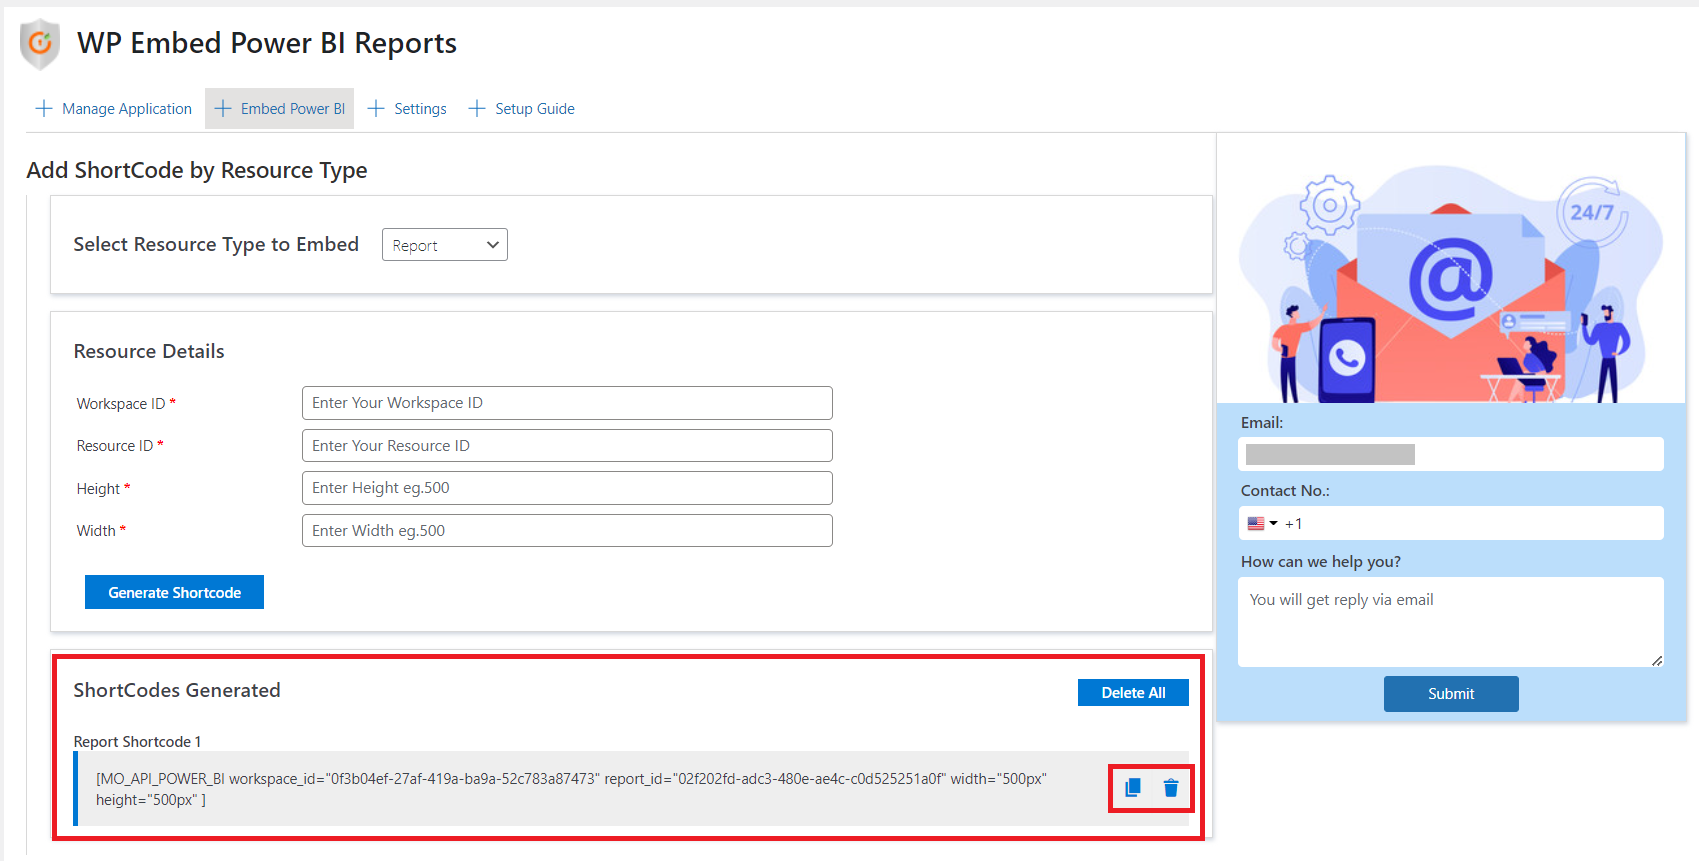 WP Embed Power BI Reports
Manage Application
Embed Power BI
Settings
Setup Guide
Add ShortCode by Resource Type
Select Resource Type to Embed
Report
Resource Details
Workspace ID *
Enter Your Workspace ID
Resource ID *
Enter Your Resource ID
Height *
Enter Height eg.500
Width *
Enter Width eg.500
Generate Shortcode
ShortCodes Generated
Delete All
Report Shortcode 1
[MO_API_POWER_BI workspace_id="0f3b04ef-27af-419a-ba9a-52c783a87473" report_id="02f202fd-adc3-480e-ae4c-c0d525251a0f" width="500px"
height="500px" ]
24/7
@
Email:
Contact No.:
+1
How can we help you?
You will get reply via email
Submit